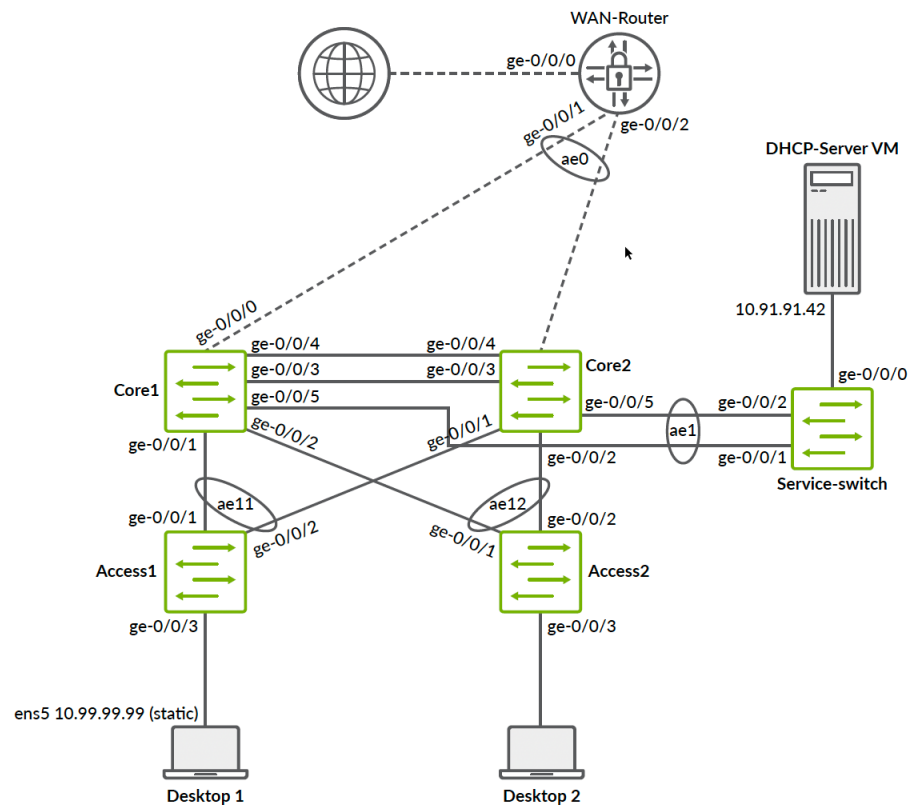 WAN-Router
ge-0/0/0
ge-0/0/1
ge-0/0/2
ae0
DHCP-Server VM
10.91.91.42
ge-0/0/0
ge-0/0/0
ge-0/0/4
ge-0/0/4
ge-0/0/3
ge-0/0/3
Core1
Core2
ge-0/0/5
ge-0/0/5
ge-0/0/2
ae1
ge-0/0/1
ge-0/0/2
ge-0/0/1
ge-0/0/1
ge-0/0/2
Service-switch
ae11
ae12
ge-0/0/1
ge-0/0/2
ge-0/0/1
ge-0/0/2
Access1
Access2
ge-0/0/3
ge-0/0/3
ens5 10.99.99.99 (static)
Desktop 1
Desktop 2